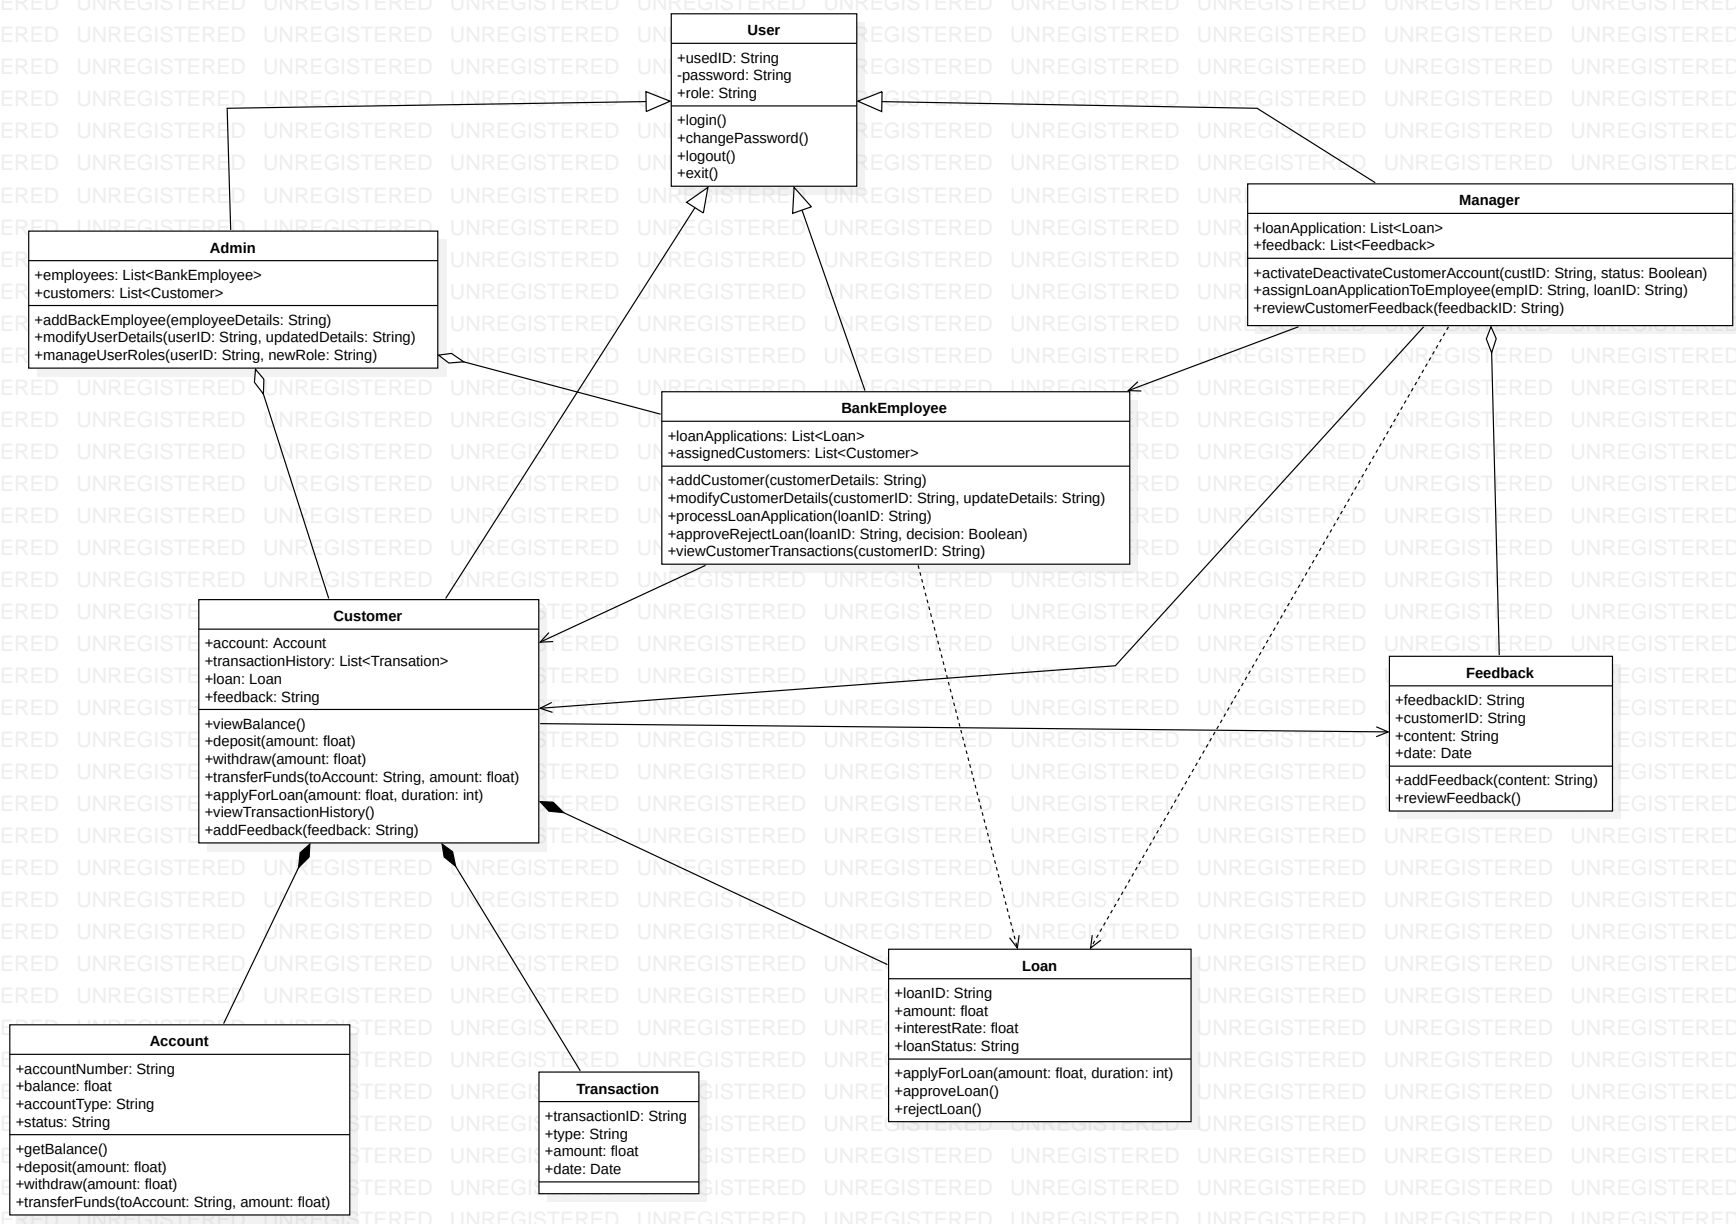 User
+usedID: String
-password: String
+role: String
+login()
+changePassword()
+logout()
+exit()
Manager
+loanApplication: List<Loan>
+feedback: List<Feedback>
+activateDeactivateCustomerAccount(custID: String, status: Boolean)
+assignLoanApplicationToEmployee(empID: String, loanID: String)
+reviewCustomerFeedback(feedbackID: String)
Admin
+employees: List<BankEmployee>
+customers: List<Customer>
+addBackEmployee(employeeDetails: String)
+modifyUserDetails(userID: String, updatedDetails: String)
+manageUserRoles(userID: String, newRole: String)
BankEmployee
+loanApplications: List<Loan>
+assignedCustomers: List<Customer>
+addCustomer(customerDetails: String)
+modifyCustomerDetails(customerID: String, updateDetails: String)
+processLoanApplication(loanID: String)
+approveRejectLoan(loanID: String, decision: Boolean)
+viewCustomerTransactions(customerID: String)
Customer
+account: Account
+transactionHistory: List<Transation>
+loan: Loan
+feedback: String
+viewBalance()
+deposit(amount: float)
+withdraw(amount: float)
+transferFunds(toAccount: String, amount: float)
+applyForLoan(amount: float, duration: int)
+viewTransactionHistory()
+addFeedback(feedback: String)
Feedback
+feedbackID: String
+customerID: String
+content: String
+date: Date
+addFeedback(content: String)
+reviewFeedback()
Loan
+loanID: String
+amount: float
+interestRate: float
+loanStatus: String
+applyForLoan(amount: float, duration: int)
+approveLoan()
+rejectLoan()
Account
+accountNumber: String
+balance: float
+accountType: String
+status: String
+getBalance()
+deposit(amount: float)
+withdraw(amount: float)
+transferFunds(toAccount: String, amount: float)
Transaction
+transactionID: String
+type: String
+amount: float
+date: Date
UNREGISTERED